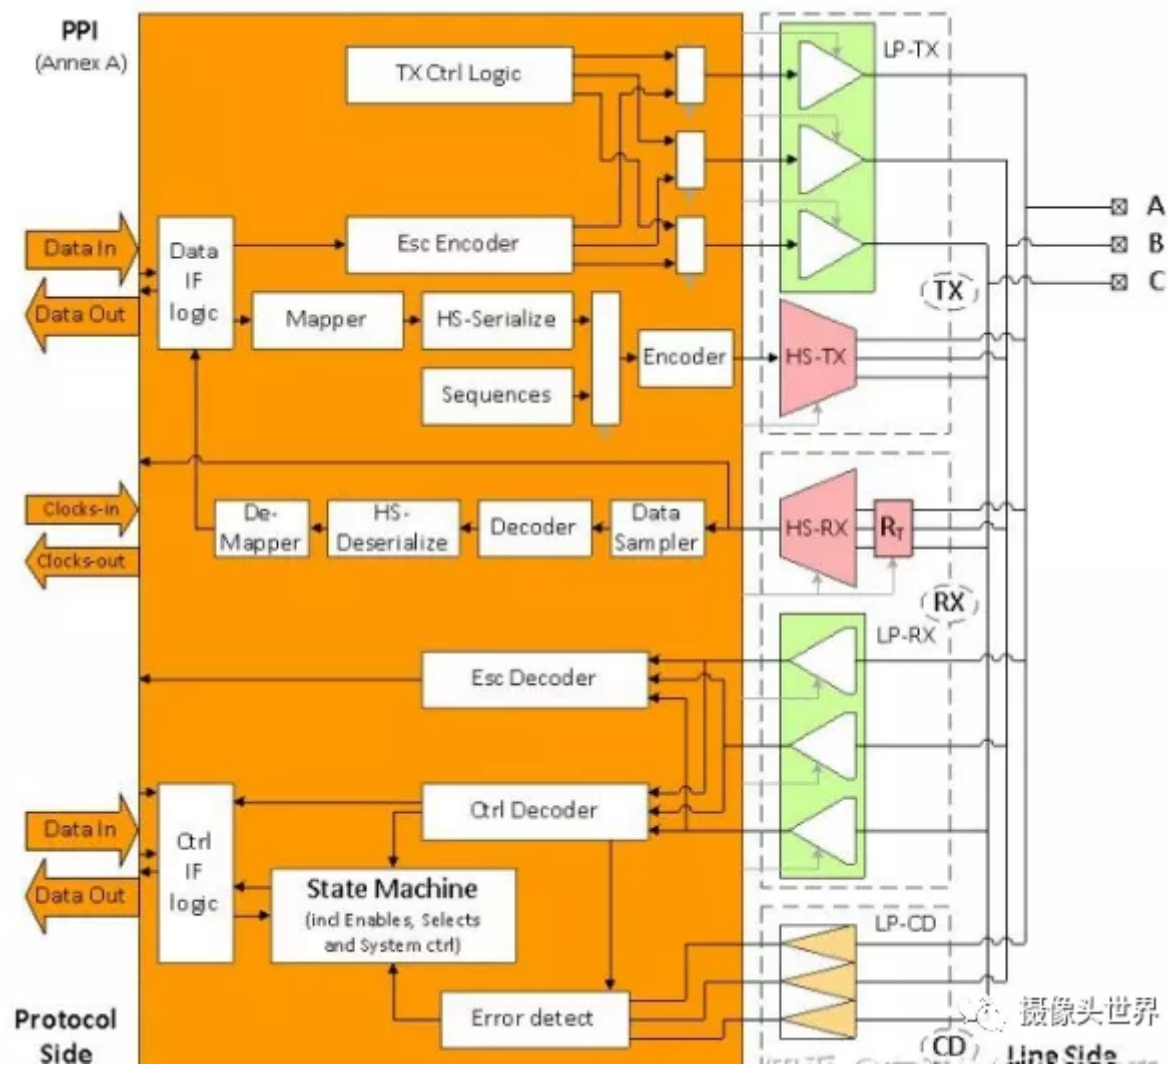 PPI
(Annex A)
TX Ctrl Logic
LP-TX
A
Esc Encoder
B
Data In
Data
IF
logic
C
TX
Data Out
Mapper
HS-Serialize
Encoder
HS-TX
Sequences
Clocks-in
De-
Mapper
HS-
Deserialize
Decoder
Data
Sampler
HS-RX
RT
Clocks-out
RX
LP-RX
Esc Decoder
Ctrl Decoder
Data In
Ctrl
IF
logic
Data Out
State Machine
(incl Enables, Selects
and System ctrl)
LP-CD
Error detect
摄像头世界
Protocol
Side
CD
Line Side